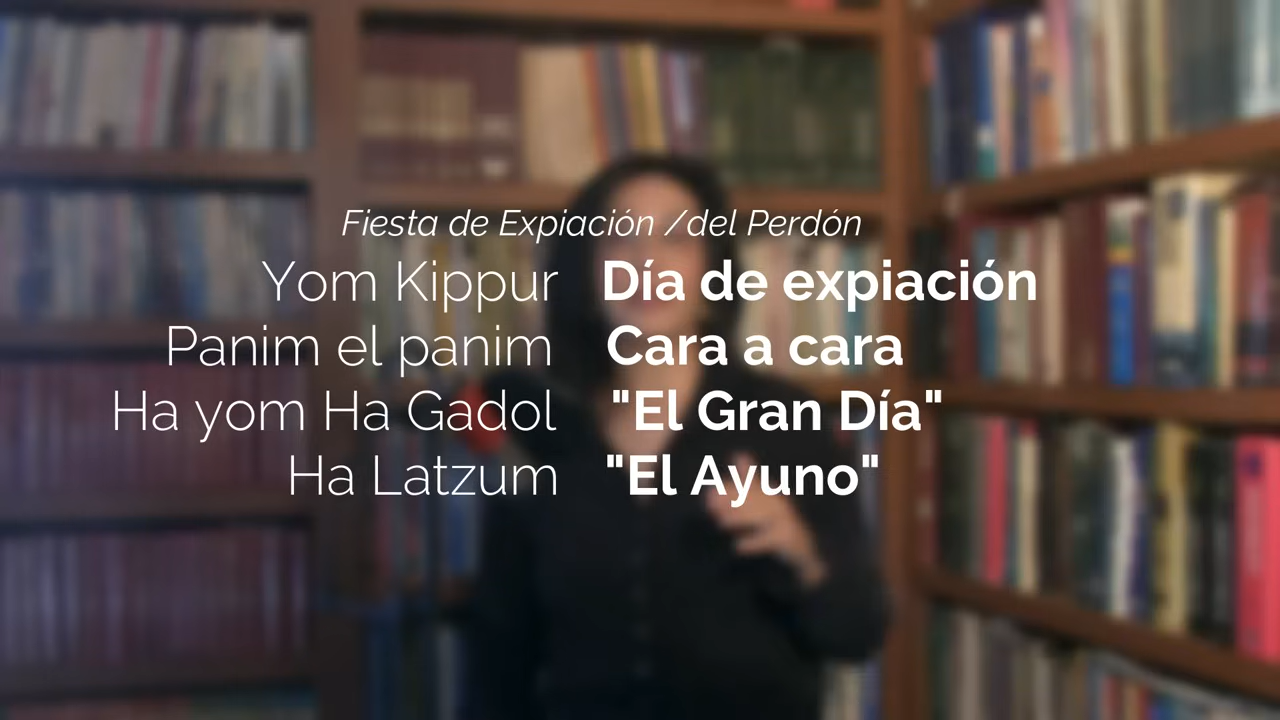 Fiesta de Expiación /del Perdón
Yom Kippur Día de expiación
Panim el panim Cara a cara
Ha yom Ha Gadol "El Gran Día"
Ha Latzum "El Ayuno"